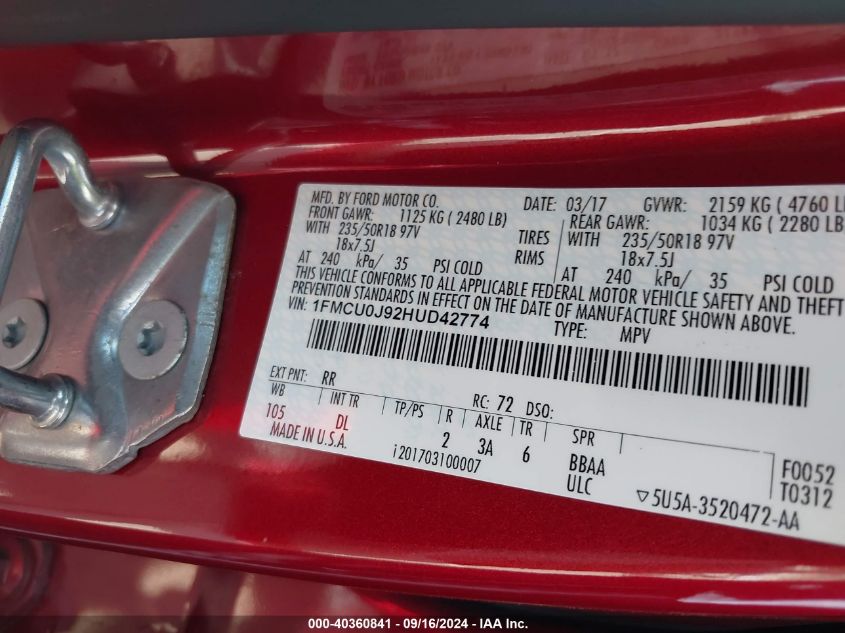 MFD. BY FORD MOTOR CO. DATE: 03/17 GVWR: 2159 KG ( 4760 L
FRONT GAWR: 1125 KG ( 2480 LB) REAR GAWR: 1034 KG ( 2280 LB
WITH 235/50R18 97V TIRES WITH 235/50R18 97V
18x7.5J RIMS 18x7.5J
AT 240 kPa/ 35 PSI COLD AT 240 kPa/ 35 PSI COLD
THIS VEHICLE CONFORMS TO ALL APPLICABLE FEDERAL MOTOR VEHICLE SAFETY AND THEFT
PREVENTION STANDARDS IN EFFECT ON THE DATE OF MANUFACTURE SHOWN ABOVE.
VIN: 1FMCU0J92HUD42774 TYPE: MPV
EXT PNT: RR RC: 72 DSO:
WB INT TR TP/PS R AXLE TR SPR
105 DL 2 3A 6 BBAA F0052
MADE IN U.S.A. i201703100007 ULC T0312
5U5A-3520472-AA
000-40360841 - 09/16/2024 - IAA Inc.